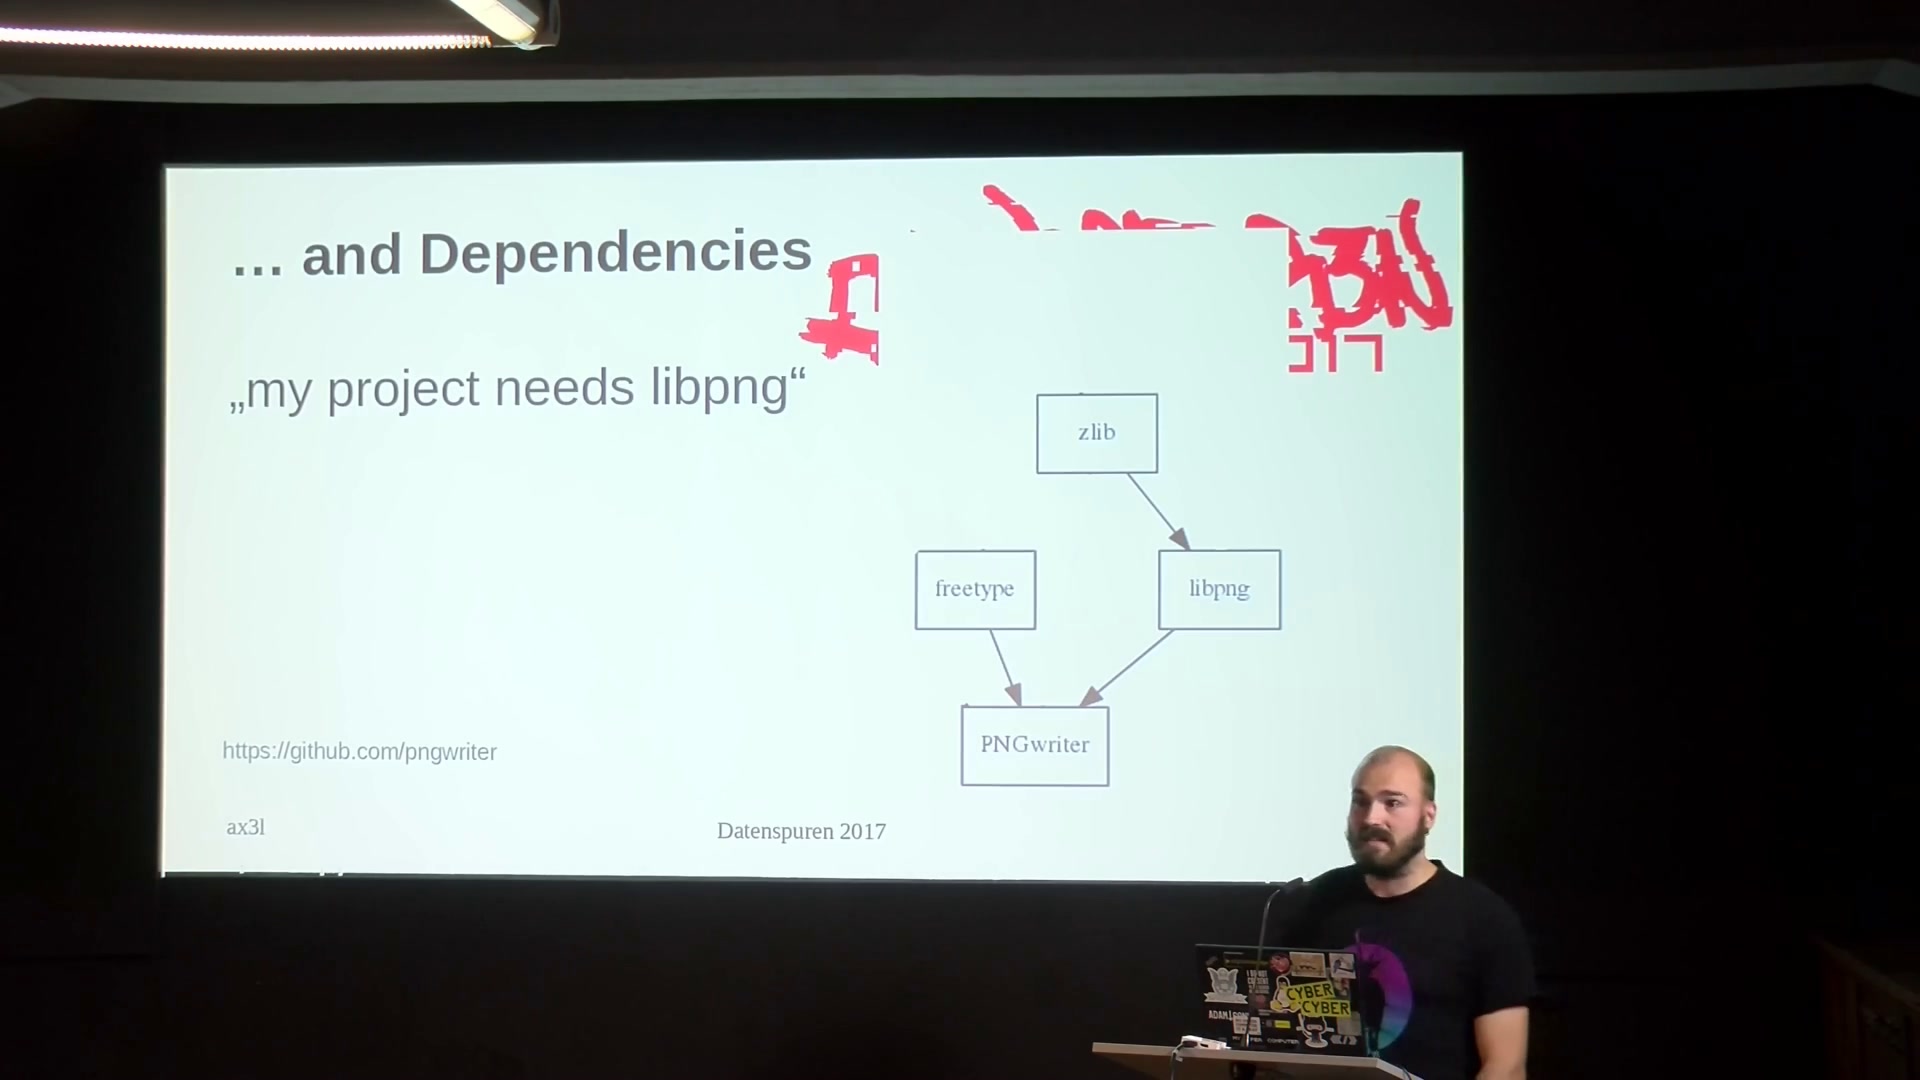 … and Dependencies
„my project needs libpng“
zlib
freetype
libpng
PNGwriter
https://github.com/pngwriter
ax3l
Datenspuren 2017
CYBER
CYBER